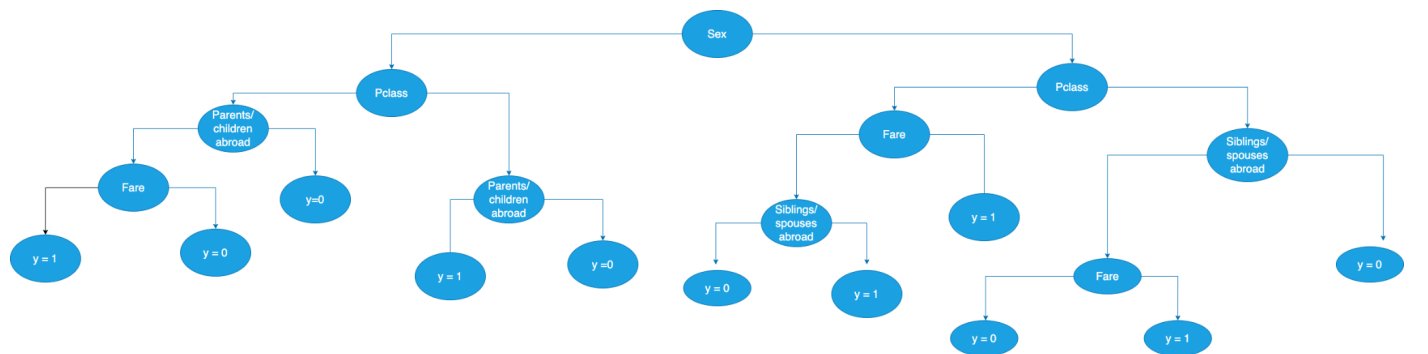 Sex
Pclass
Pclass
Parents/
children
abroad
Fare
Siblings/
spouses
abroad
Fare
y=0
Parents/
children
abroad
Siblings/
spouses
abroad
y = 1
y = 1
y = 0
y = 1
y =0
y = 0
y = 1
Fare
y = 0
y = 0
y = 1